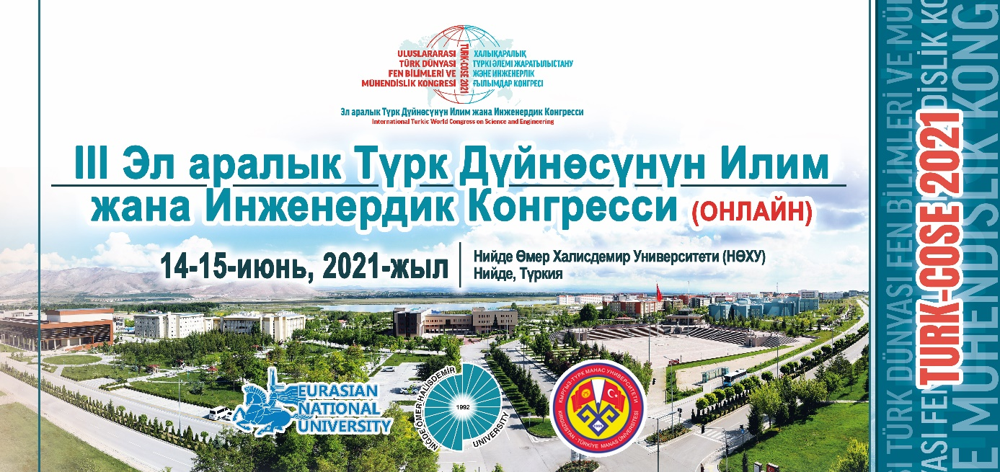 ULUSLARARASI
TÜRK DÜNYASI
FEN BİLİMLERİ VE
MÜHENDİSLİK KONGRESİ
TURK-COSE 2021
ХАЛЫҚАРАЛЫҚ
ТҮРКІ ӘЛЕМІ ЖАРАТЫЛЫСТАНУ
ЖӘНЕ ИНЖЕНЕРЛІК
ҒЫЛЫМДАР КОНГРЕСІ
Эл аралык Түрк Дүйнөсүнүн Илим жана Инженердик Конгресси
International Turkic World Congress on Science and Engineering
III Эл аралык Түрк Дүйнөсүнүн Илим
жана Инженердик Конгресси (ОНЛАЙН)
14-15-июнь, 2021-жыл
Нийде Өмер Халисдемир Университети (НӨХУ)
Нийде, Түркия
EURASIAN
NATIONAL
UNIVERSITY
NİĞDE ÖMER HALİSDEMİR
UNIVERSITY
1992
КЫРГЫЗ-ТҮРК МАНАС УНИВЕРСИТЕТИ
KIRGIZİSTAN - TÜRKİYE MANAS ÜNİVERSİTESİ
1995
TÜRK DÜNYASI FEN BİLİMLERİ VE
TURK-COSE 2021
MÜHENDİSLİK KONG